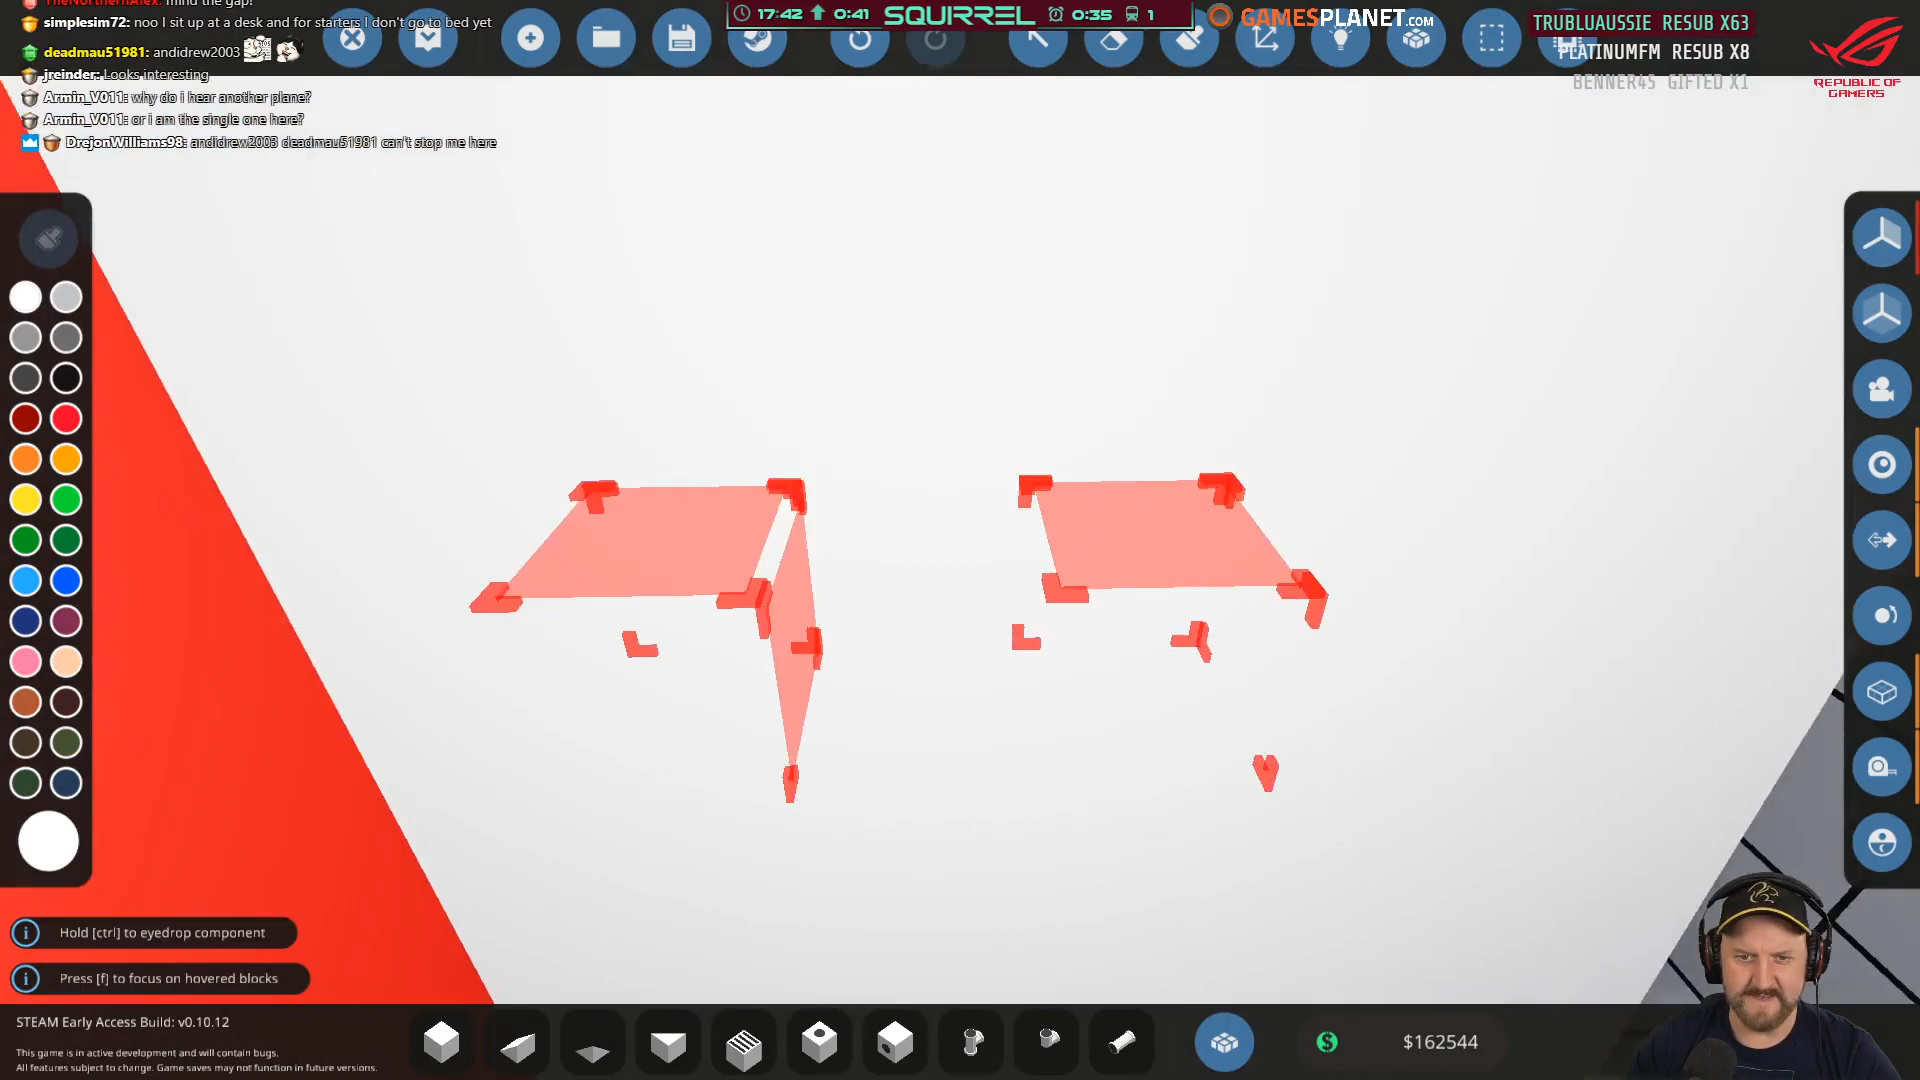 TheNorthernAlex: mind the gap!
simplesim72: noo I sit up at a desk and for starters I don't go to bed yet
deadmau51981: andidrew2003
jreinder: Looks interesting
Armin_V011: why do i hear another plane?
Armin_V011: or i am the single one here?
DrejonWilliams98: andidrew2003 deadmau51981 can't stop me here
17:42 0:41 SQUIRREL 0:35 1
GAMESPLANET.COM
TRUBLUAUSSIE RESUB X63
PLATINUMFM RESUB X8
BENNER45 GIFTED X1
REPUBLIC OF
GAMERS
Hold [ctrl] to eyedrop component
Press [f] to focus on hovered blocks
STEAM Early Access Build: v0.10.12
This game is in active development and will contain bugs.
All features subject to change. Game saves may not function in future versions.
$ $162544